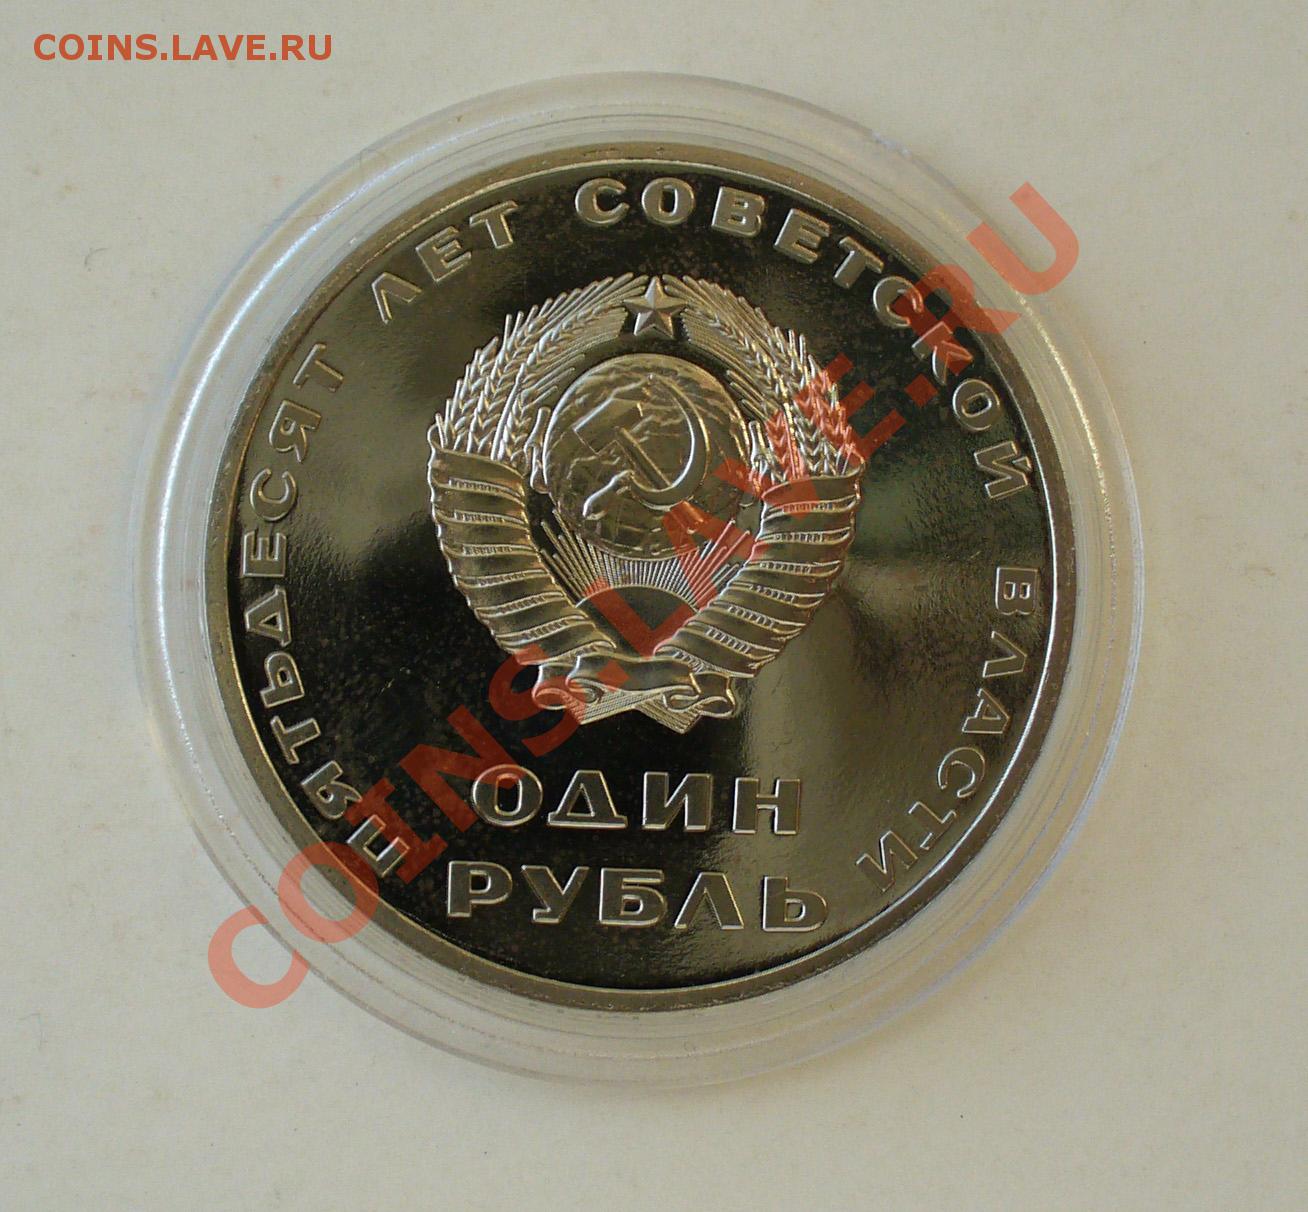 COINS.LAVE.RU
ПЯТЬДЕСЯТ ЛЕТ СОВЕТСКОЙ ВЛАСТИ
ОДИН
РУБЛЬ
COINS.LAVE.RU